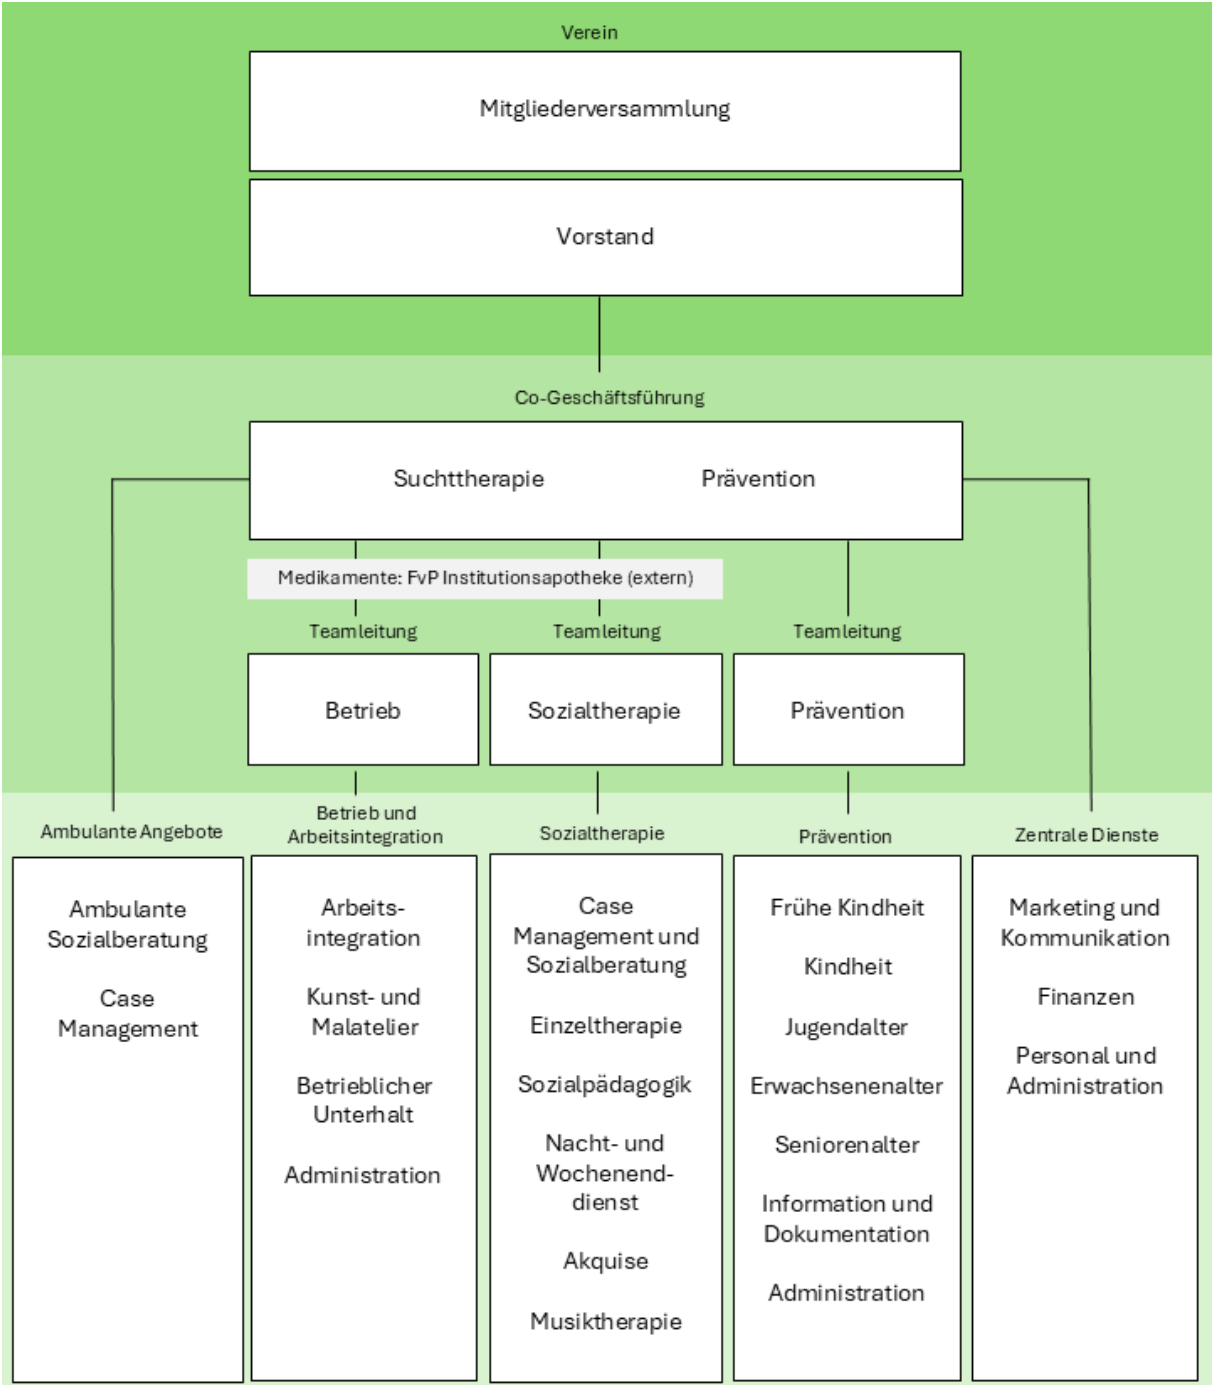 Verein
Mitgliederversammlung
Vorstand
Co-Geschäftsführung
Suchttherapie
Prävention
Medikamente: FvP Institutionsapotheke (extern)
Teamleitung
Teamleitung
Teamleitung
Betrieb
Sozialtherapie
Prävention
Ambulante Angebote
Ambulante
Sozialberatung
Case
Management
Betrieb und
Arbeitsintegration
Arbeits-
integration
Kunst- und
Malatelier
Betrieblicher
Unterhalt
Administration
Sozialtherapie
Case
Management und
Sozialberatung
Einzeltherapie
Sozialpädagogik
Nacht- und
Wochenend-
dienst
Akquise
Musiktherapie
Prävention
Frühe Kindheit
Kindheit
Jugendalter
Erwachsenenalter
Seniorenalter
Information und
Dokumentation
Administration
Zentrale Dienste
Marketing und
Kommunikation
Finanzen
Personal und
Administration